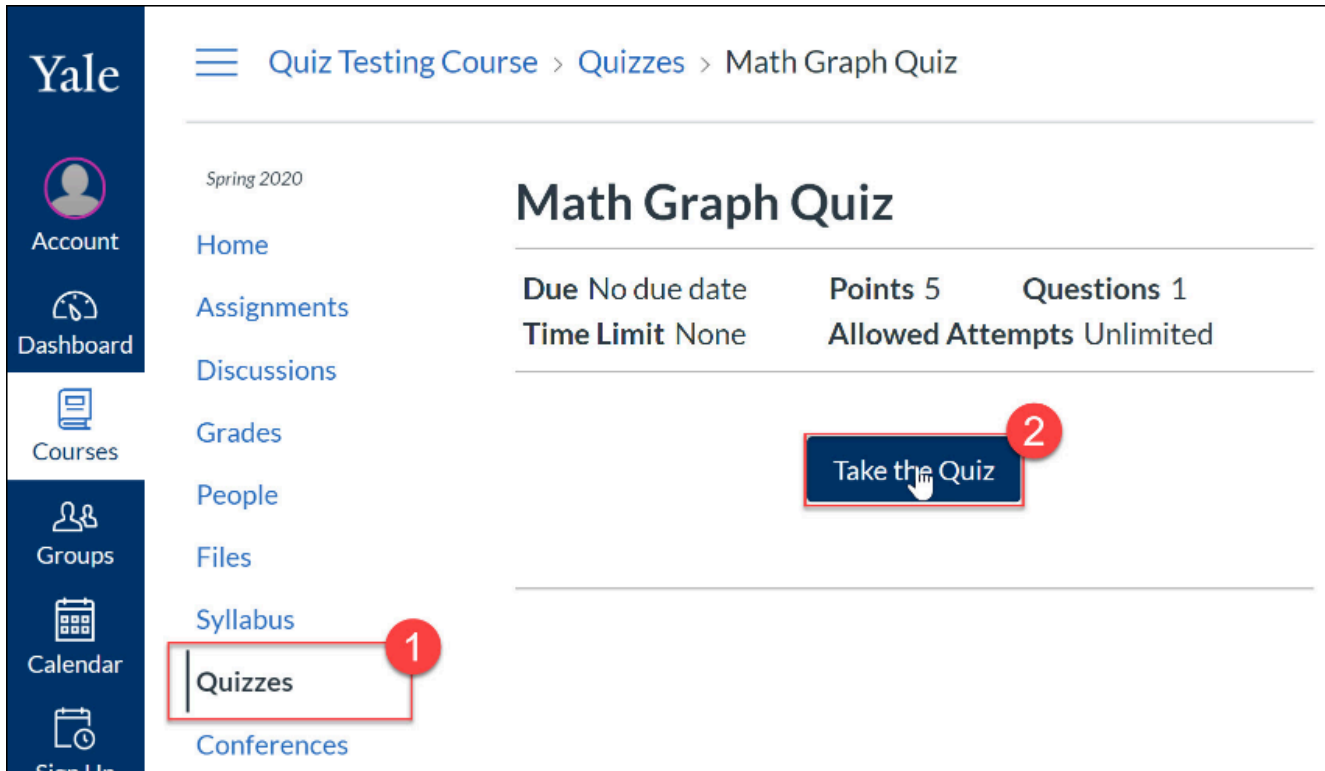 Yale
Account
Dashboard
Courses
Groups
Calendar
Sign Up
Quiz Testing Course > Quizzes > Math Graph Quiz
Spring 2020
Home
Assignments
Discussions
Grades
People
Files
Syllabus
1
Quizzes
Conferences
Math Graph Quiz
Due No due date Points 5 Questions 1
Time Limit None Allowed Attempts Unlimited
2
Take the Quiz